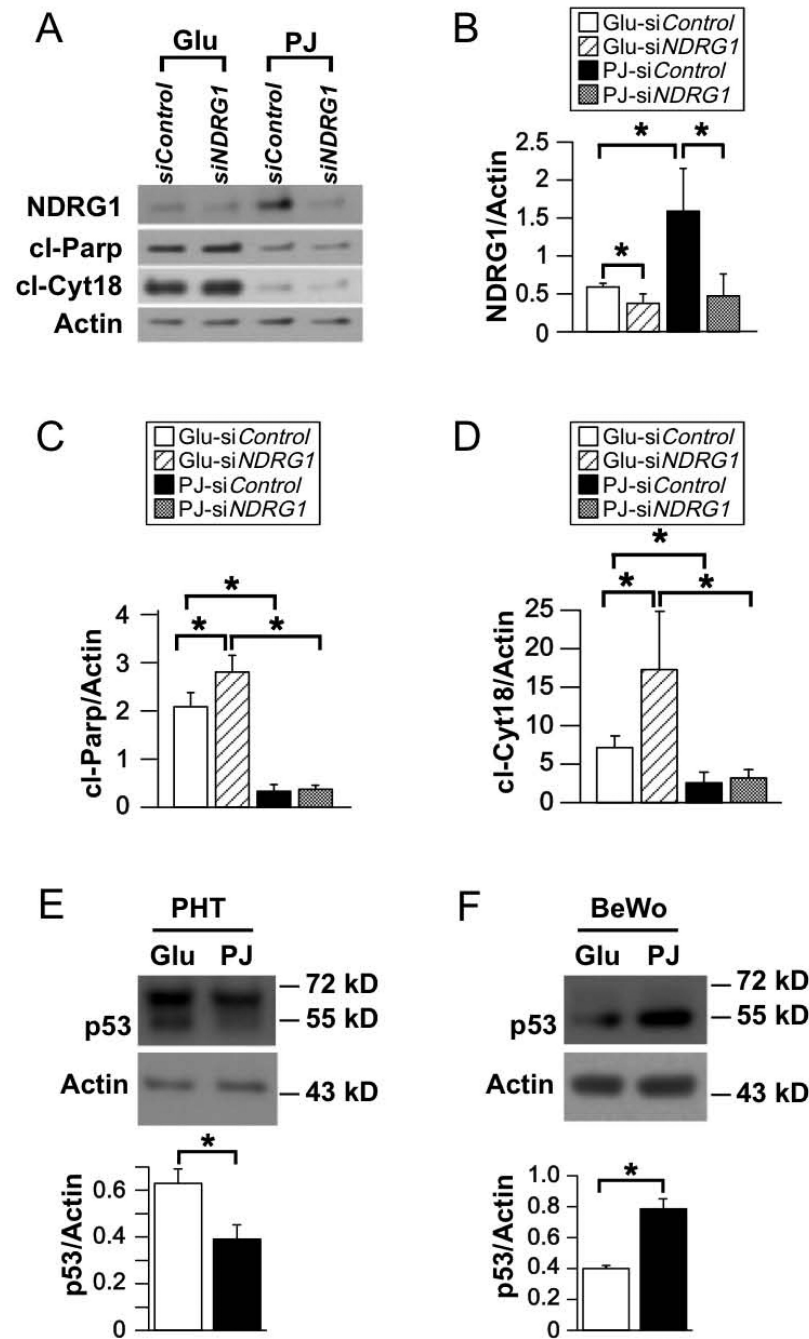 A
Glu PJ
siControl siNDRG1 siControl siNDRG1
NDRG1
cl-Parp
cl-Cyt18
Actin
B
Glu-siControl
Glu-siNDRG1
PJ-siControl
PJ-siNDRG1
* *
*
NDRG1/Actin
2.5
2
1.5
1
0.5
0
C
Glu-siControl
Glu-siNDRG1
PJ-siControl
PJ-siNDRG1
*
* *
cl-Parp/Actin
4
3
2
1
0
D
Glu-siControl
Glu-siNDRG1
PJ-siControl
PJ-siNDRG1
*
* *
cl-Cyt18/Actin
25
20
15
10
5
0
E
PHT
Glu PJ
72 kD
p53 55 kD
Actin 43 kD
*
p53/Actin
0.6
0.4
0.2
0
F
BeWo
Glu PJ
72 kD
p53 55 kD
Actin 43 kD
*
p53/Actin
1.0
0.8
0.6
0.4
0.2
0